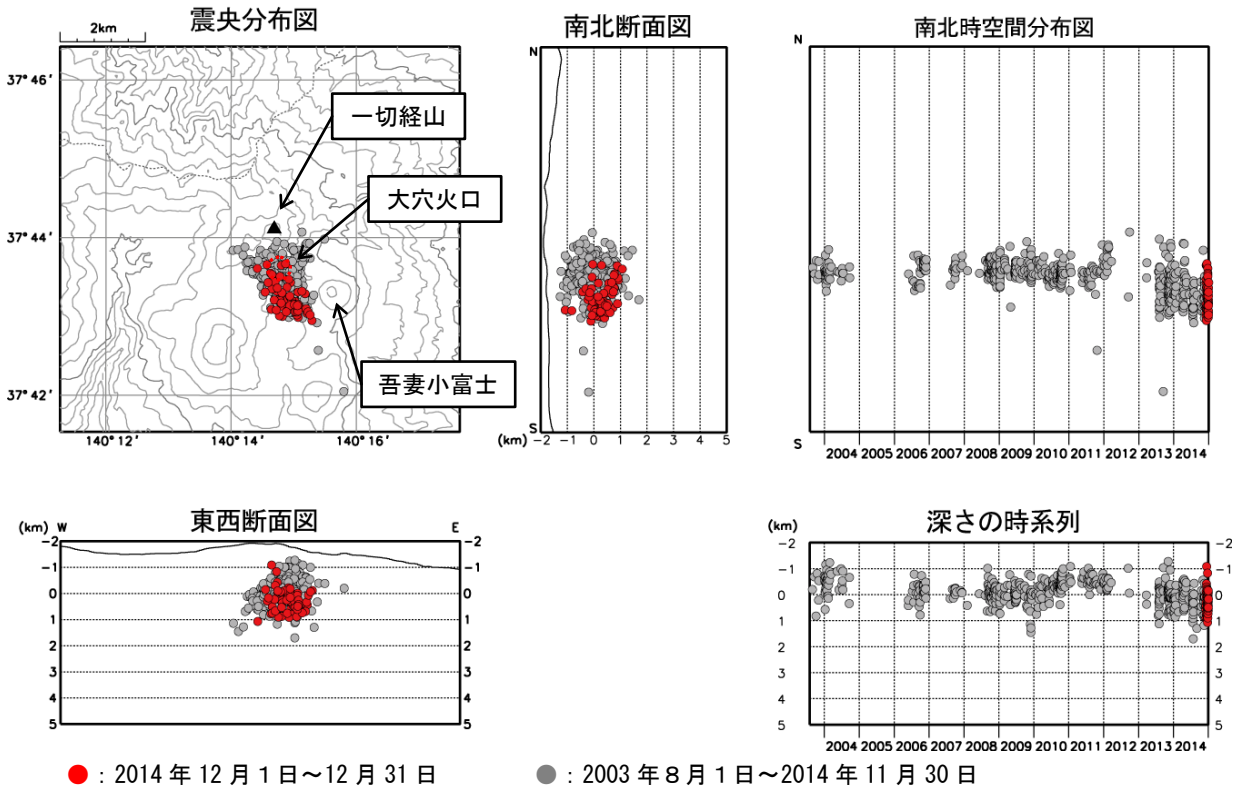 震央分布図
2km
37°46′
37°44′
37°42′
140°12′
140°14′
140°16′
一切経山
大穴火口
吾妻小富士
南北断面図
N
S
(km)
-2 -1 0 1 2 3 4 5
南北時空間分布図
N
S
2004 2005 2006 2007 2008 2009 2010 2011 2012 2013 2014
東西断面図
(km) W
E
-2 -2
-1 -1
0 0
1 1
2 2
3 3
4 4
5 5
深さの時系列
(km)
-2 -2
-1 -1
0 0
1 1
2 2
3 3
4 4
5 5
2004 2005 2006 2007 2008 2009 2010 2011 2012 2013 2014
：2014 年 12 月 1 日～12 月 31 日
：2003 年 8 月 1 日～2014 年 11 月 30 日